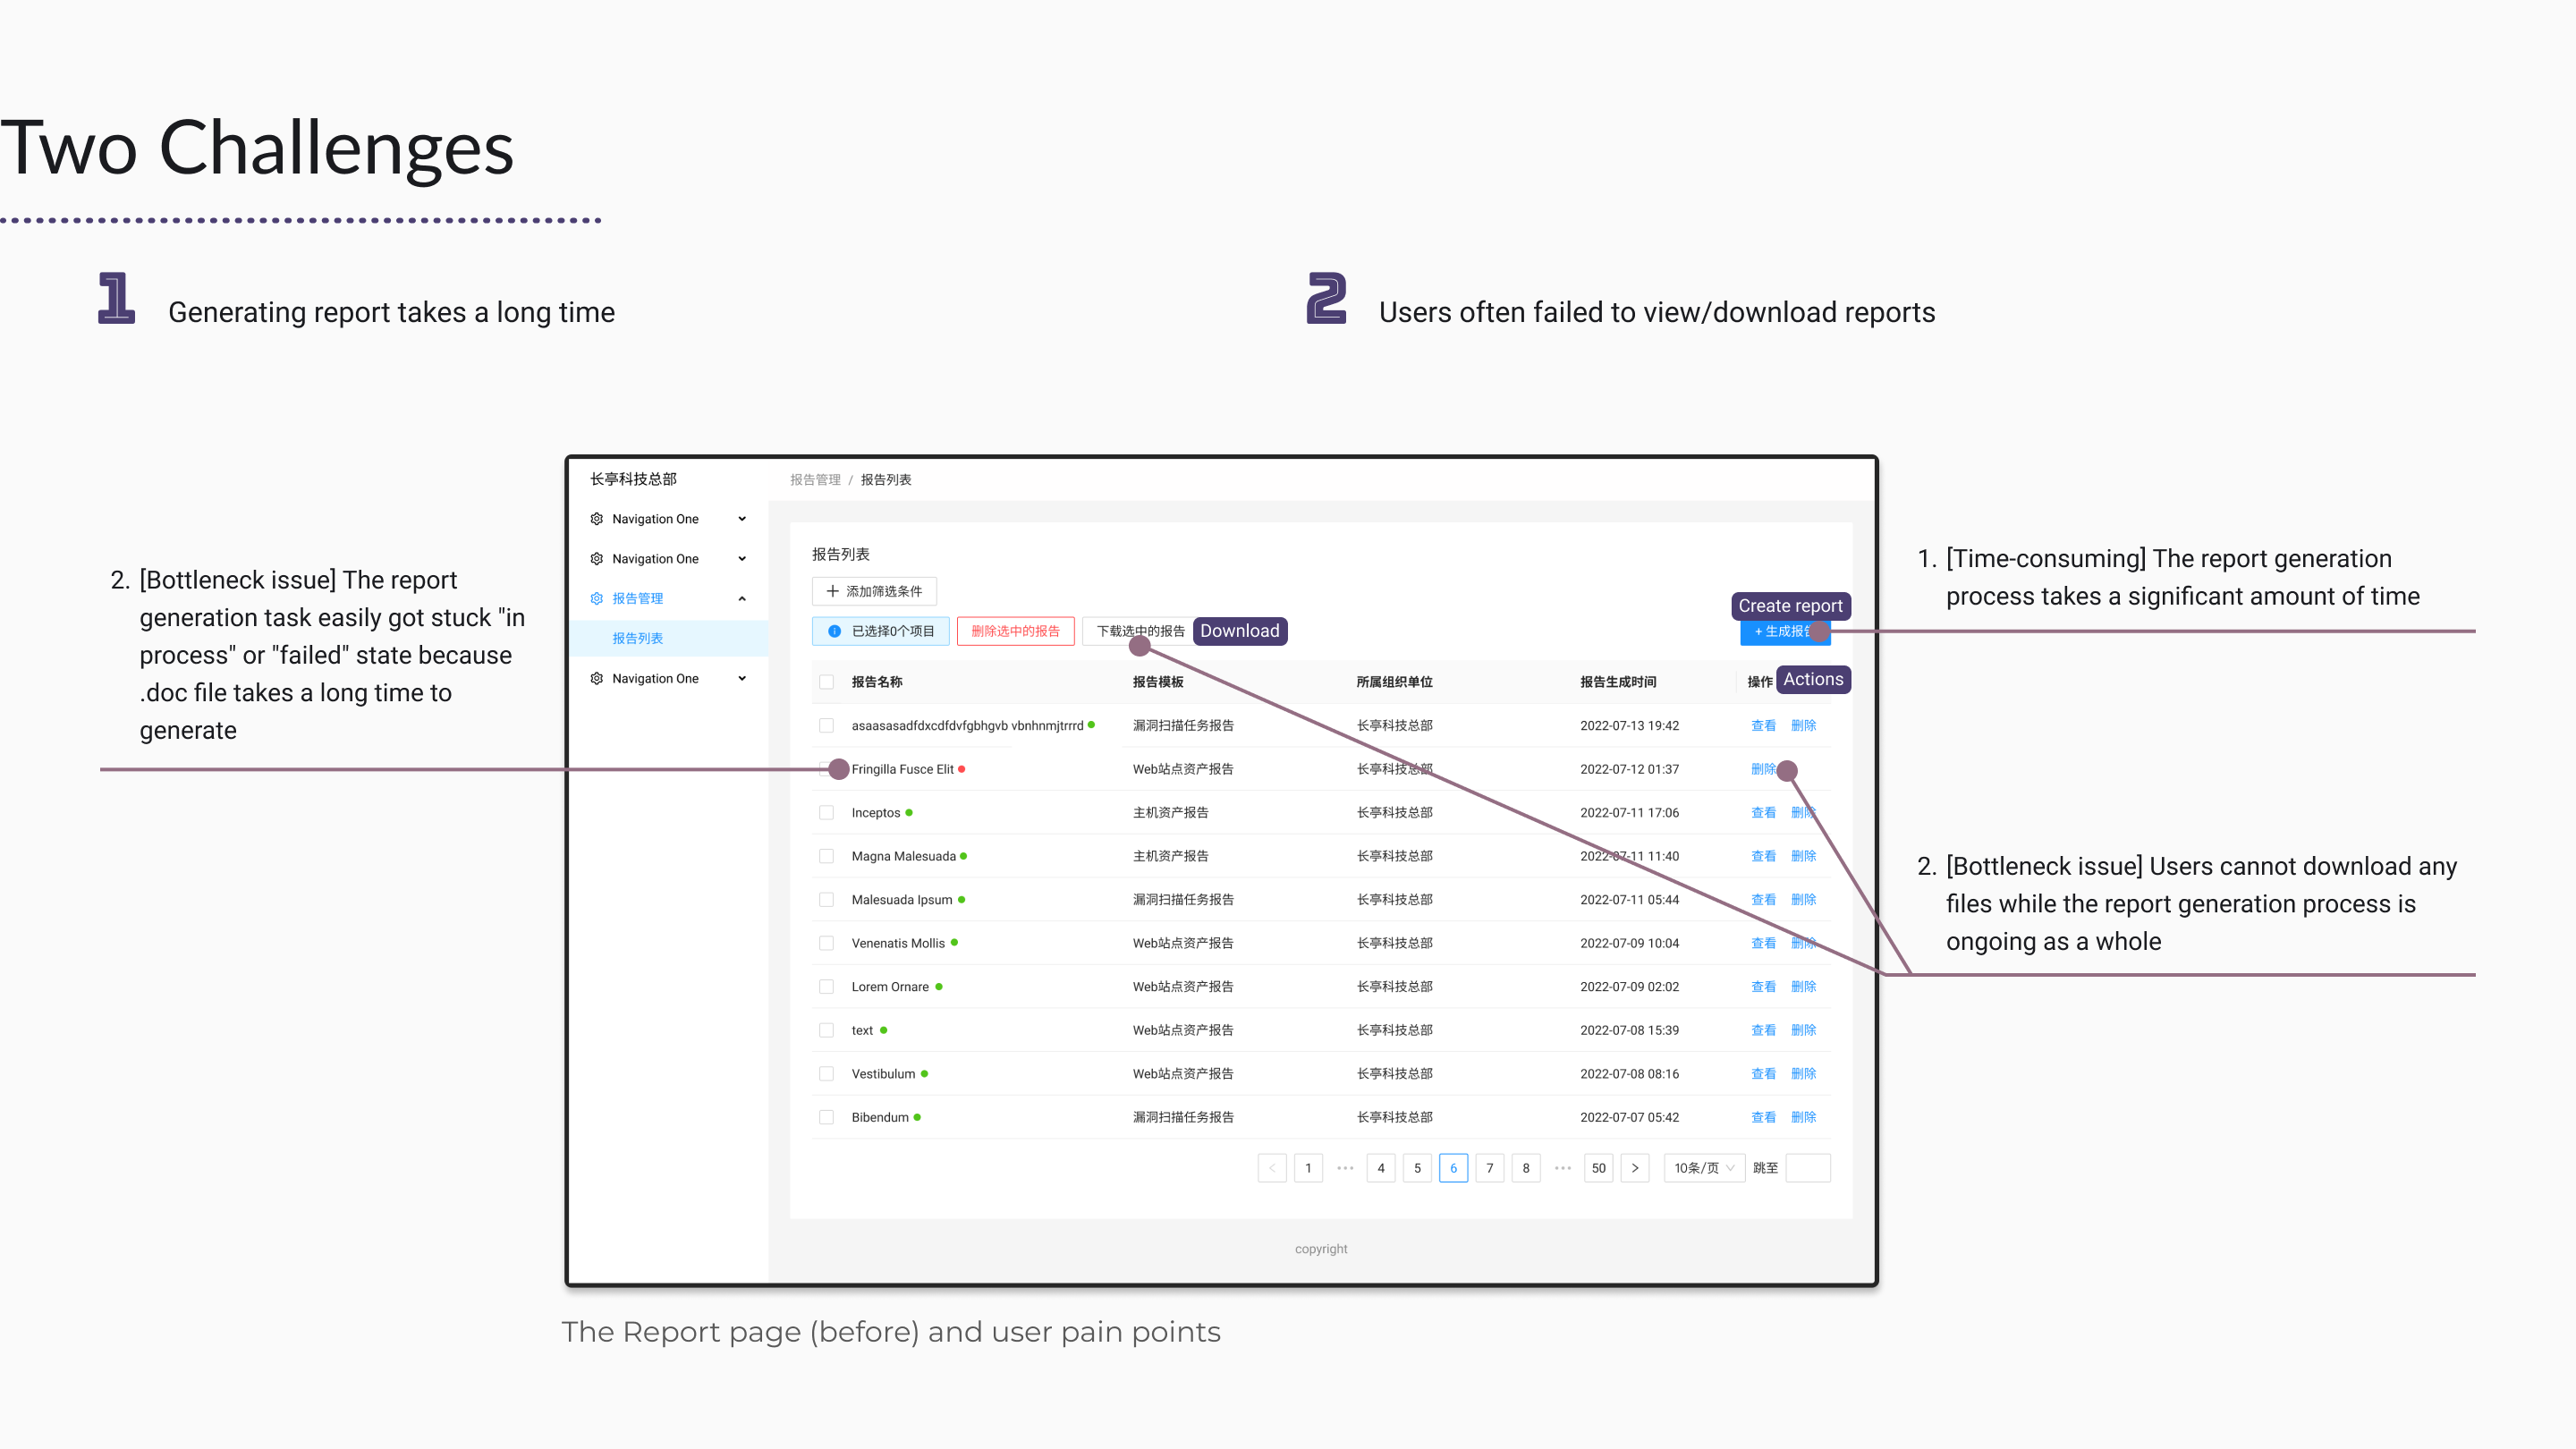 Two Challenges
1 Generating report takes a long time
2 Users often failed to view/download reports
2. [Bottleneck issue] The report
generation task easily got stuck "in
process" or "failed" state because
.doc file takes a long time to
generate
长亭科技总部
Navigation One
Navigation One
报告管理
报告列表
Navigation One
报告管理 / 报告列表
报告列表
添加筛选条件
已选择0个项目 删除选中的报告 下载选中的报告 Download
Create report
+ 生成报告
报告名称 报告模板 所属组织单位 报告生成时间 操作 Actions
asaasasadfdxcdfdvfgbhgvb vbnhnmjtrrrd 漏洞扫描任务报告 长亭科技总部 2022-07-13 19:42 查看 删除
Fringilla Fusce Elit Web站点资产报告 长亭科技总部 2022-07-12 01:37 删除
Inceptos 主机资产报告 长亭科技总部 2022-07-11 17:06 查看 删除
Magna Malesuada 主机资产报告 长亭科技总部 2022-07-11 11:40 查看 删除
Malesuada Ipsum 漏洞扫描任务报告 长亭科技总部 2022-07-11 05:44 查看 删除
Venenatis Mollis Web站点资产报告 长亭科技总部 2022-07-09 10:04 查看 删除
Lorem Ornare Web站点资产报告 长亭科技总部 2022-07-09 02:02 查看 删除
text Web站点资产报告 长亭科技总部 2022-07-08 15:39 查看 删除
Vestibulum Web站点资产报告 长亭科技总部 2022-07-08 08:16 查看 删除
Bibendum 漏洞扫描任务报告 长亭科技总部 2022-07-07 05:42 查看 删除
< 1 ••• 4 5 6 7 8 ••• 50 > 10条/页 跳至
copyright
1. [Time-consuming] The report generation
process takes a significant amount of time
2. [Bottleneck issue] Users cannot download any
files while the report generation process is
ongoing as a whole
The Report page (before) and user pain points